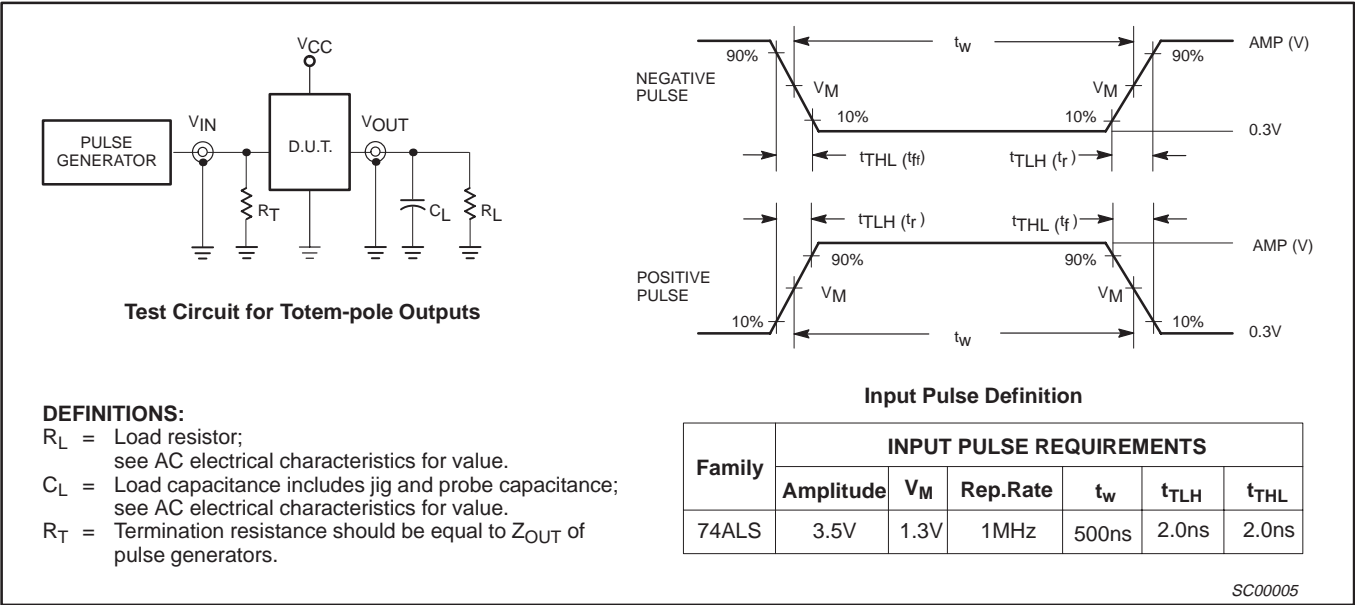 VCC
VIN
VOUT
PULSE
GENERATOR
D.U.T.
RT
CL
RL
Test Circuit for Totem-pole Outputs
NEGATIVE
PULSE
90%
tw
90%
AMP (V)
VM
VM
10%
10%
0.3V
tTHL (tff)
tTLH (tr)
tTLH (tr)
tTHL (tf)
AMP (V)
POSITIVE
PULSE
90%
90%
VM
VM
10%
10%
tw
0.3V
Input Pulse Definition
DEFINITIONS:
RL = Load resistor;
see AC electrical characteristics for value.
CL = Load capacitance includes jig and probe capacitance;
see AC electrical characteristics for value.
RT = Termination resistance should be equal to ZOUT of
pulse generators.
Family
INPUT PULSE REQUIREMENTS
Amplitude VM Rep.Rate tw tTLH tTHL
74ALS 3.5V 1.3V 1MHz 500ns 2.0ns 2.0ns
SC00005